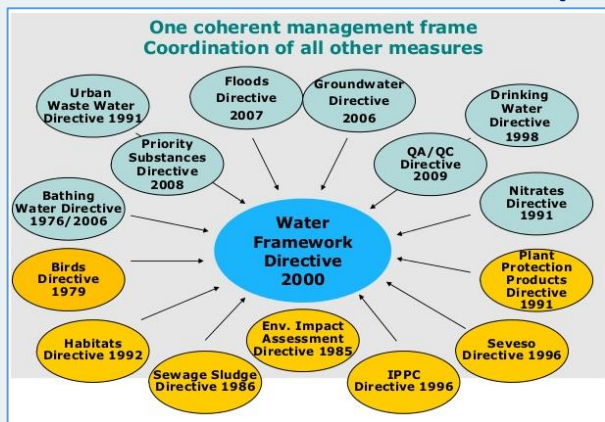 One coherent management frame
Coordination of all other measures
Urban
Waste Water
Directive 1991
Floods
Directive
2007
Groundwater
Directive
2006
Drinking
Water
Directive
1998
Priority
Substances
Directive
2008
QA/QC
Directive
2009
Bathing
Water Directive
1976/2006
Water
Framework
Directive
2000
Nitrates
Directive
1991
Birds
Directive
1979
Plant
Protection
Products
Directive
1991
Habitats
Directive 1992
Env. Impact
Assessment
Directive 1985
Seveso
Directive 1996
Sewage Sludge
Directive 1986
IPPC
Directive 1996